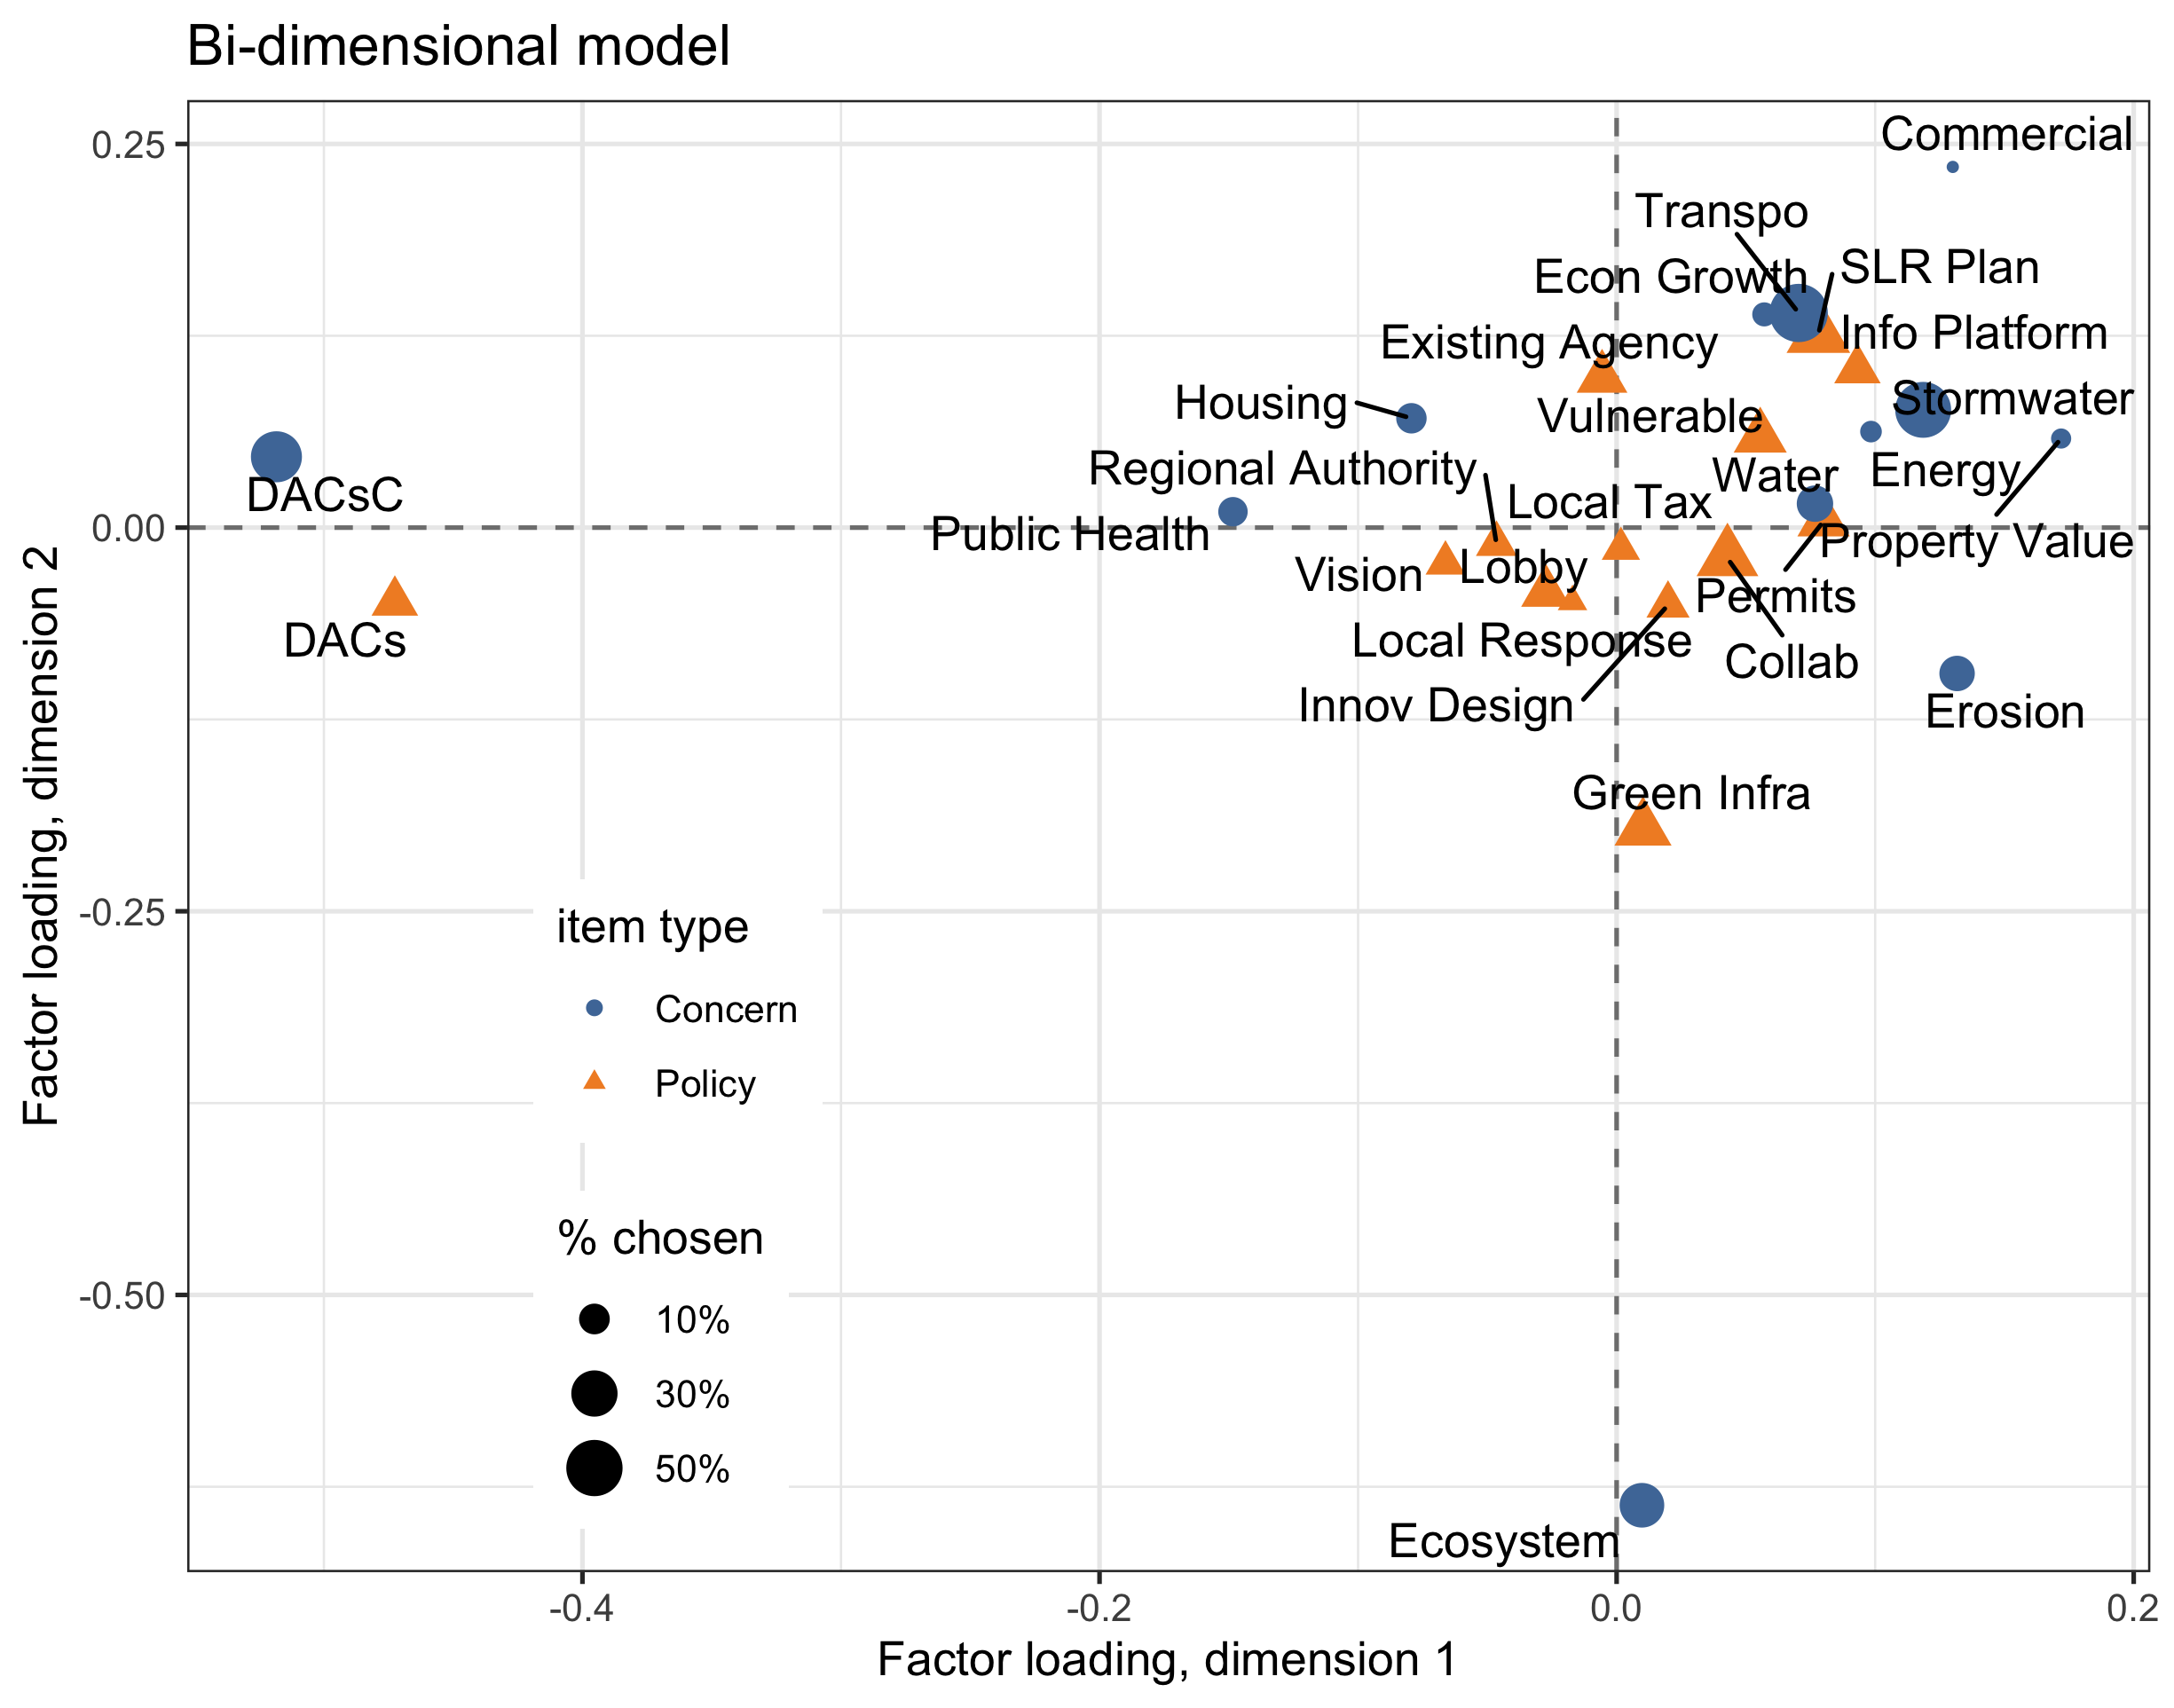 Bi-dimensional model
Commercial
Transpo
SLR Plan
Econ Growth
Info Platform
Existing Agency
Housing
Stormwater
Vulnerable
Regional Authority
Water
Energy
DACsC
Local Tax
Public Health
Property Value
Vision
Lobby
Permits
DACs
Local Response
Collab
Innov Design
Erosion
Green Infra
Ecosystem
item type
Concern
Policy
% chosen
10%
30%
50%
0.25
0.00
-0.25
-0.50
Factor loading, dimension 2
-0.4 -0.2 0.0 0.2
Factor loading, dimension 1